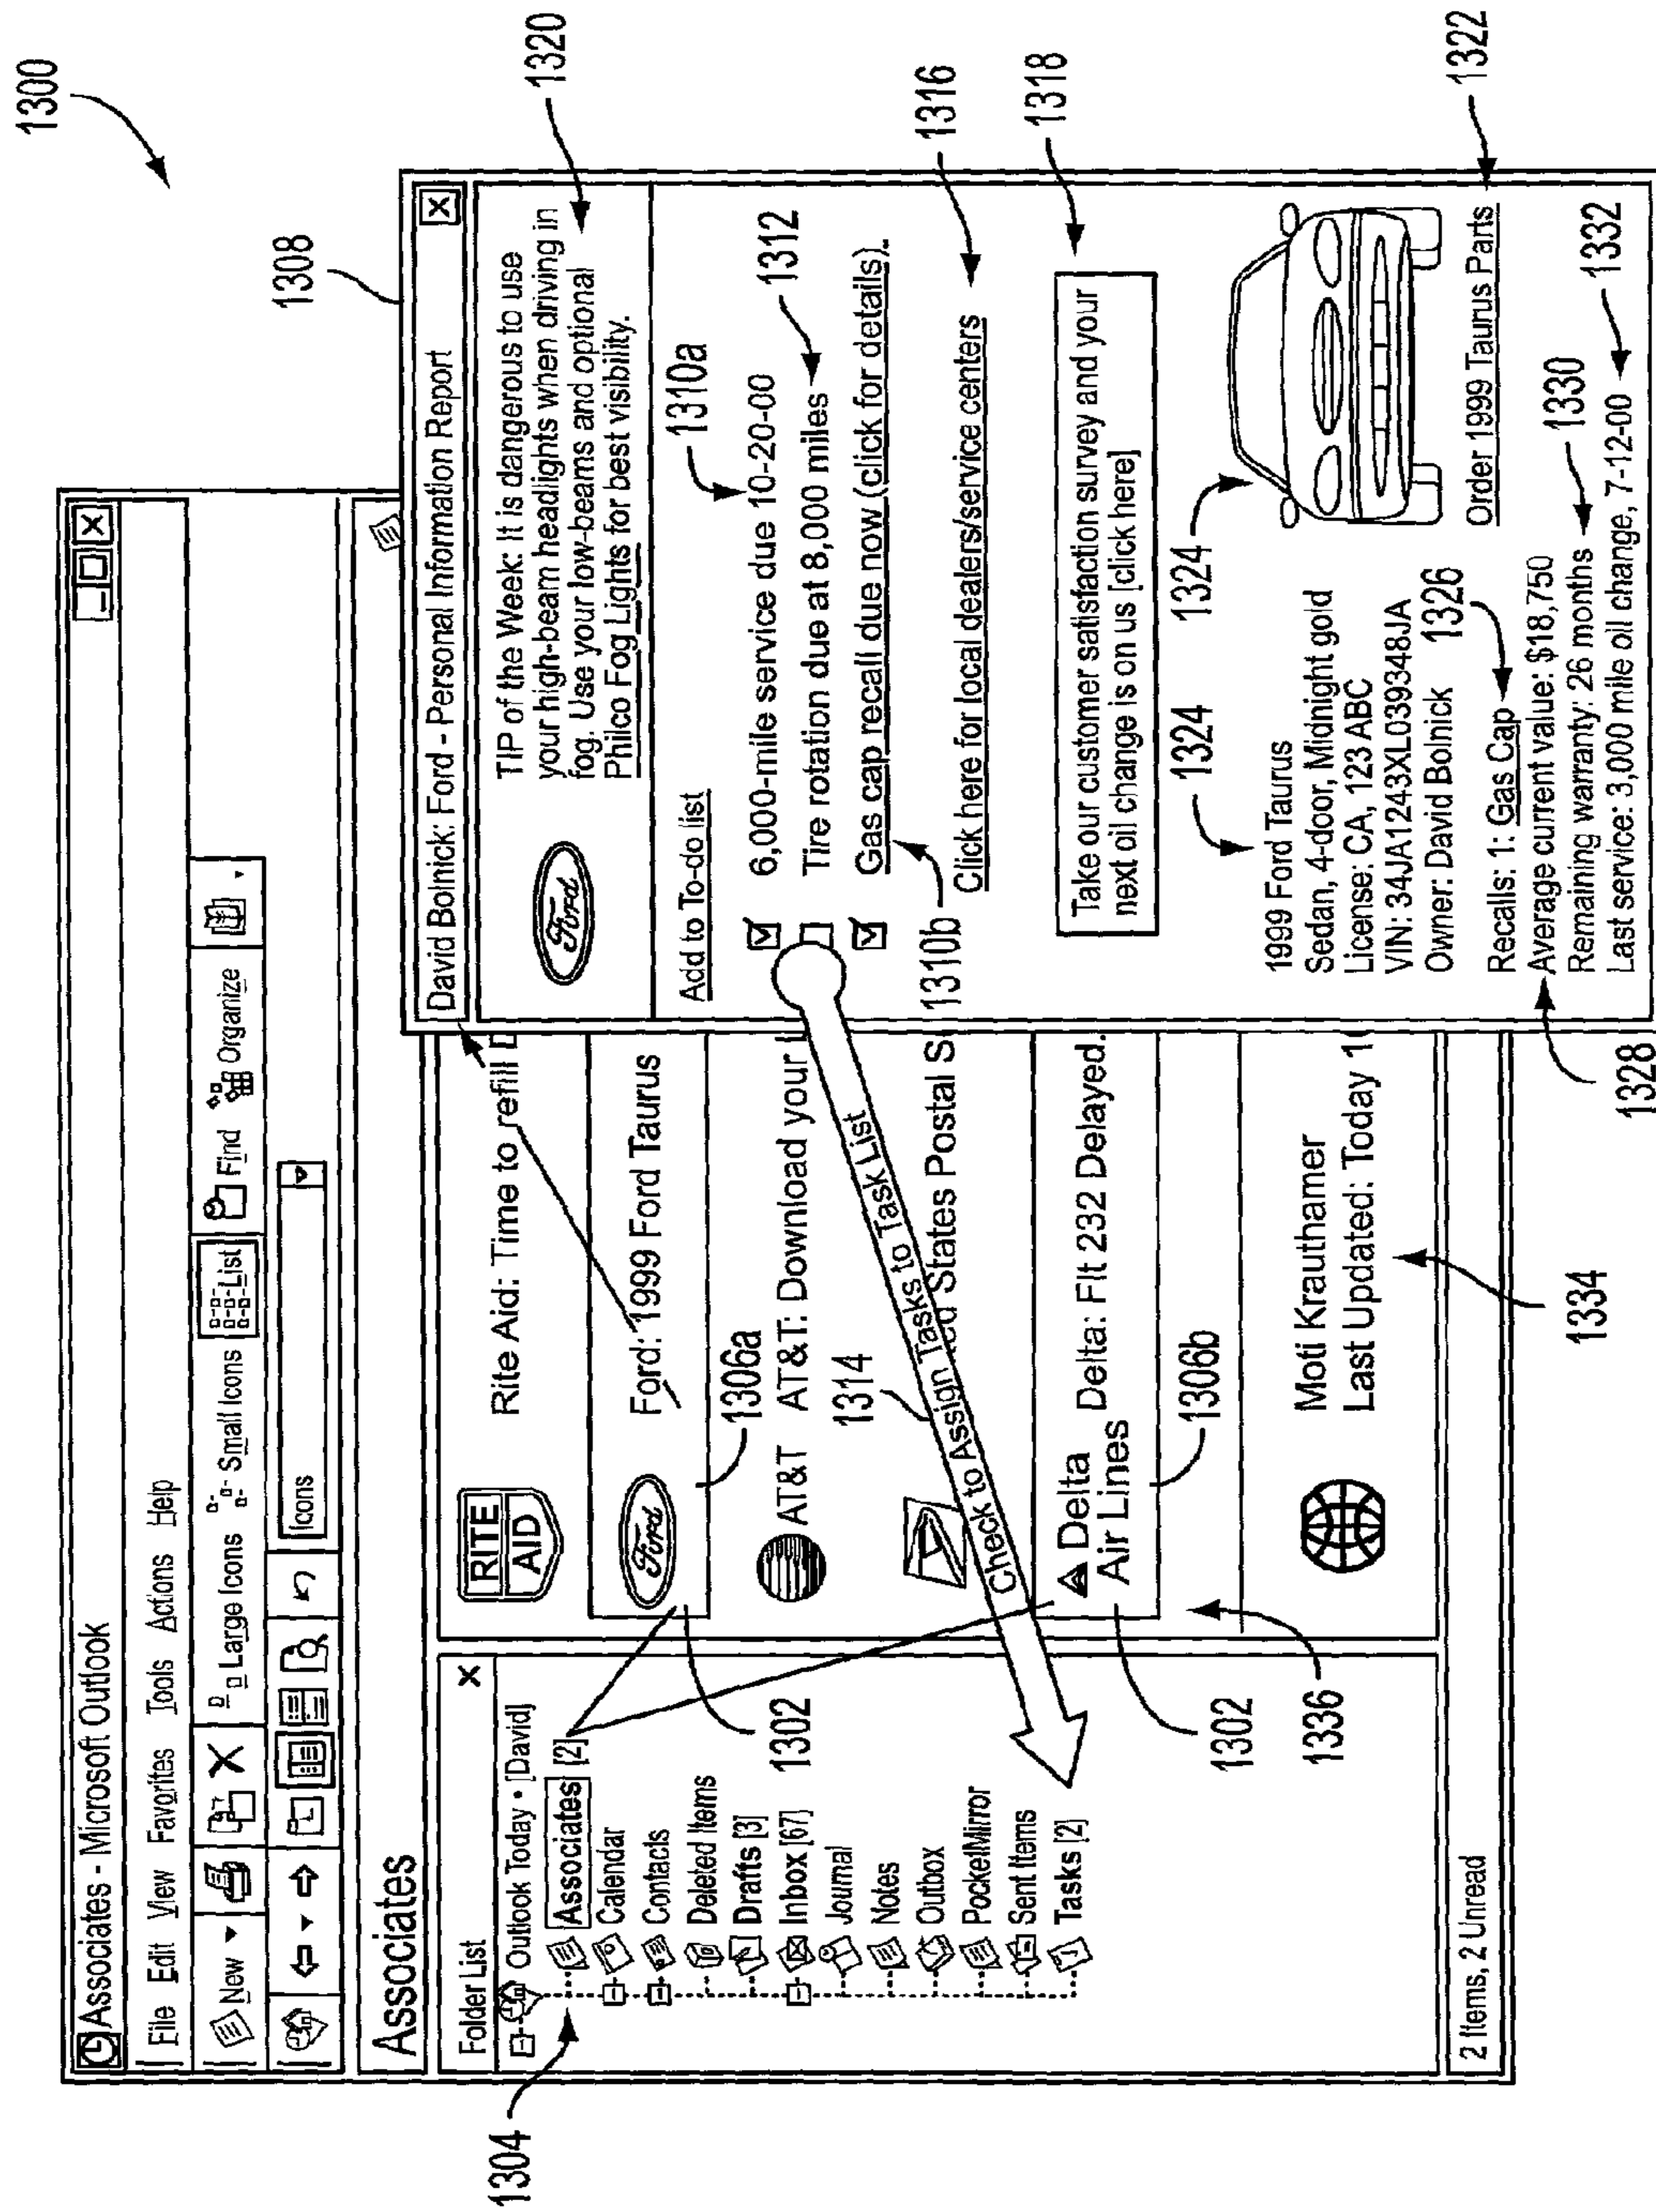 1300
Associates - Microsoft Outlook
File Edit View Favorites Tools Actions Help
New Large Icons Small Icons List Find Organize
Icons
Associates
Folder List X
Outlook Today • [David]
Associates [2]
Calendar
Contacts
Deleted Items
Drafts [3]
Inbox [67]
Journal
Notes
Outbox
PocketMirror
Sent Items
Tasks [2]
2 Items, 2 Unread
1304
1302
1302
1336
RITE AID
Rite Aid: Time to refill
Ford
Ford: 1999 Ford Taurus
1306a
AT&T AT&T: Download your
1314
States Postal
Check to Assign Tasks to Task List
Delta
Air Lines
Delta: Flt 232 Delayed.
1306b
Moti Krauthamer
Last Updated: Today
1334
1308
David Bolnick: Ford - Personal Information Report
Ford
TIP of the Week: It is dangerous to use
your high-beam headlights when driving in
fog. Use your low-beams and optional
Philco Fog Lights for best visibility.
1320
Add to To-do list
1310a
6,000-mile service due 10-20-00
Tire rotation due at 8,000 miles
1312
Gas cap recall due now (click for details).
1310b
Click here for local dealers/service centers
1316
Take our customer satisfaction survey and your
next oil change is on us [click here]
1318
1324
1324
1999 Ford Taurus
Sedan, 4-door, Midnight gold
License: CA, 123 ABC
VIN: 34JA1243XL039348JA
Owner: David Bolnick
1326
Recalls: 1: Gas Cap
Order 1999 Taurus Parts
1322
Average current value: $18,750
1328
Remaining warranty: 26 months
1330
Last service: 3,000 mile oil change, 7-12-00
1332